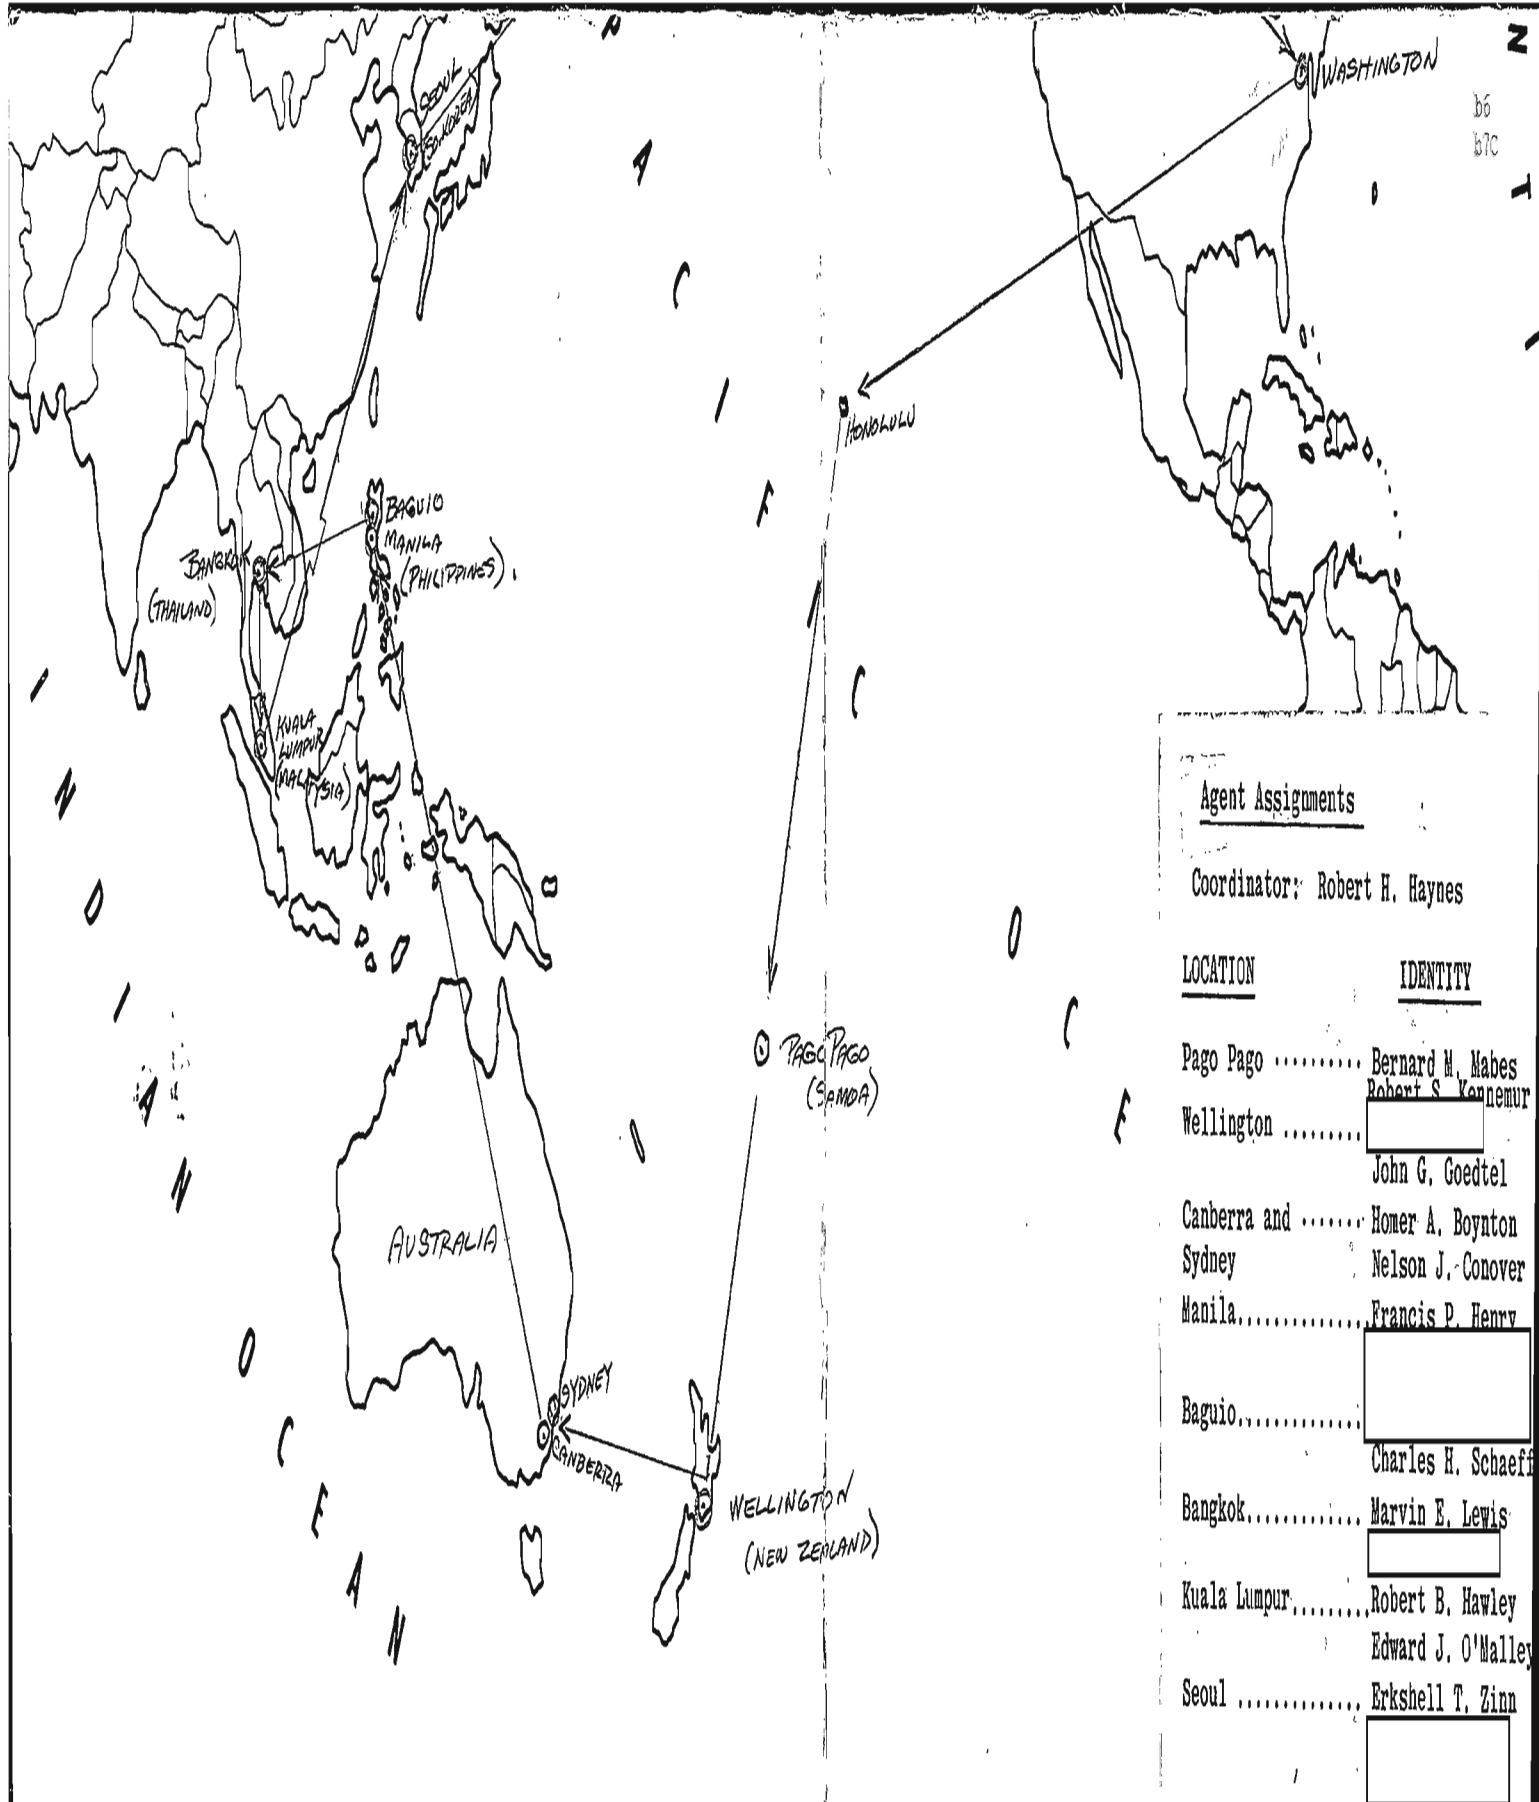 SEOUL
(SO. KOREA)
WASHINGTON
b6
b7C
HONOLULU
BAGUIO
MANILA
(PHILIPPINES).
(THAILAND)
KUALA
LUMPUR
(MALAYSIA)
PAGO PAGO
(SAMOA)
AUSTRALIA
SYDNEY
CANBERRA
WELLINGTON
(NEW ZEALAND)
P A C I F I C
O C E
I N D I A N
O C E A N
N T I
Agent Assignments
Coordinator: Robert H. Haynes
LOCATION IDENTITY
Pago Pago ......... Bernard M. Mabes
Robert S. Kennemur
Wellington .........
John G. Goedtel
Canberra and ....... Homer A. Boynton
Sydney Nelson J. Conover
Manila.............. Francis P. Henry
Baguio..............
Charles H. Schaeff
Bangkok............. Marvin E. Lewis
Kuala Lumpur........ Robert B. Hawley
Edward J. O'Malley
Seoul ............. Erkshell T. Zinn